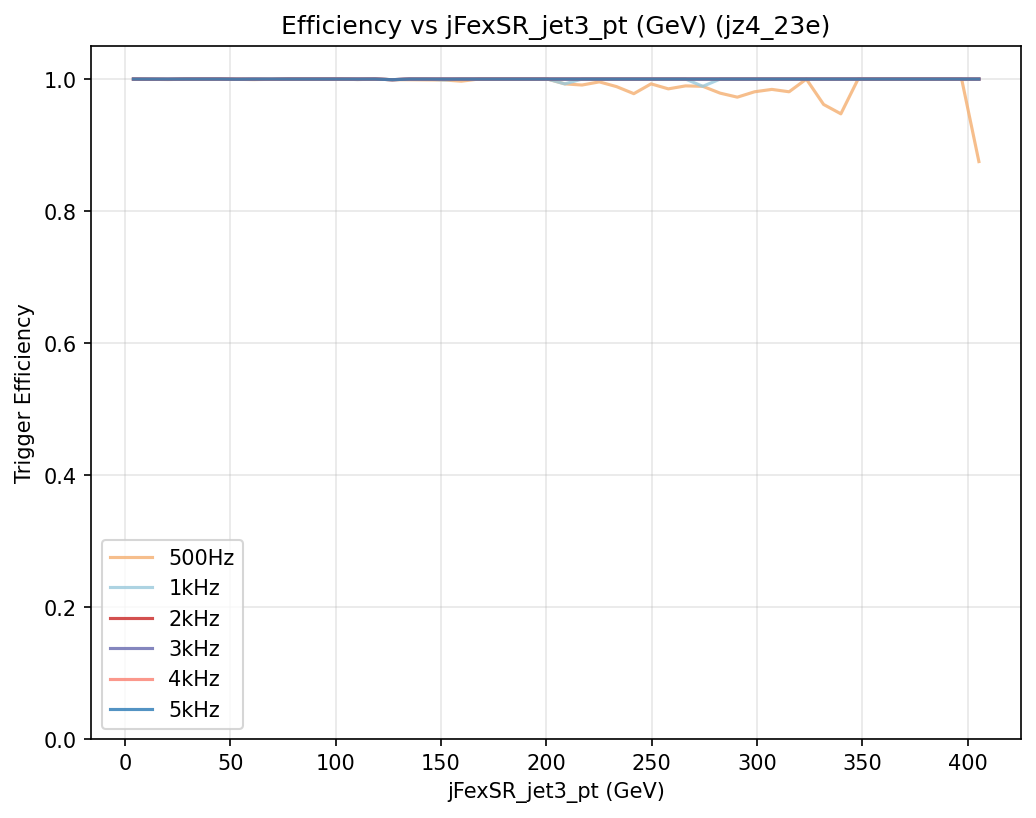 Efficiency vs jFexSR_jet3_pt (GeV) (jz4_23e)
Trigger Efficiency
1.0
0.8
0.6
0.4
0.2
0.0
500Hz
1kHz
2kHz
3kHz
4kHz
5kHz
0 50 100 150 200 250 300 350 400
jFexSR_jet3_pt (GeV)